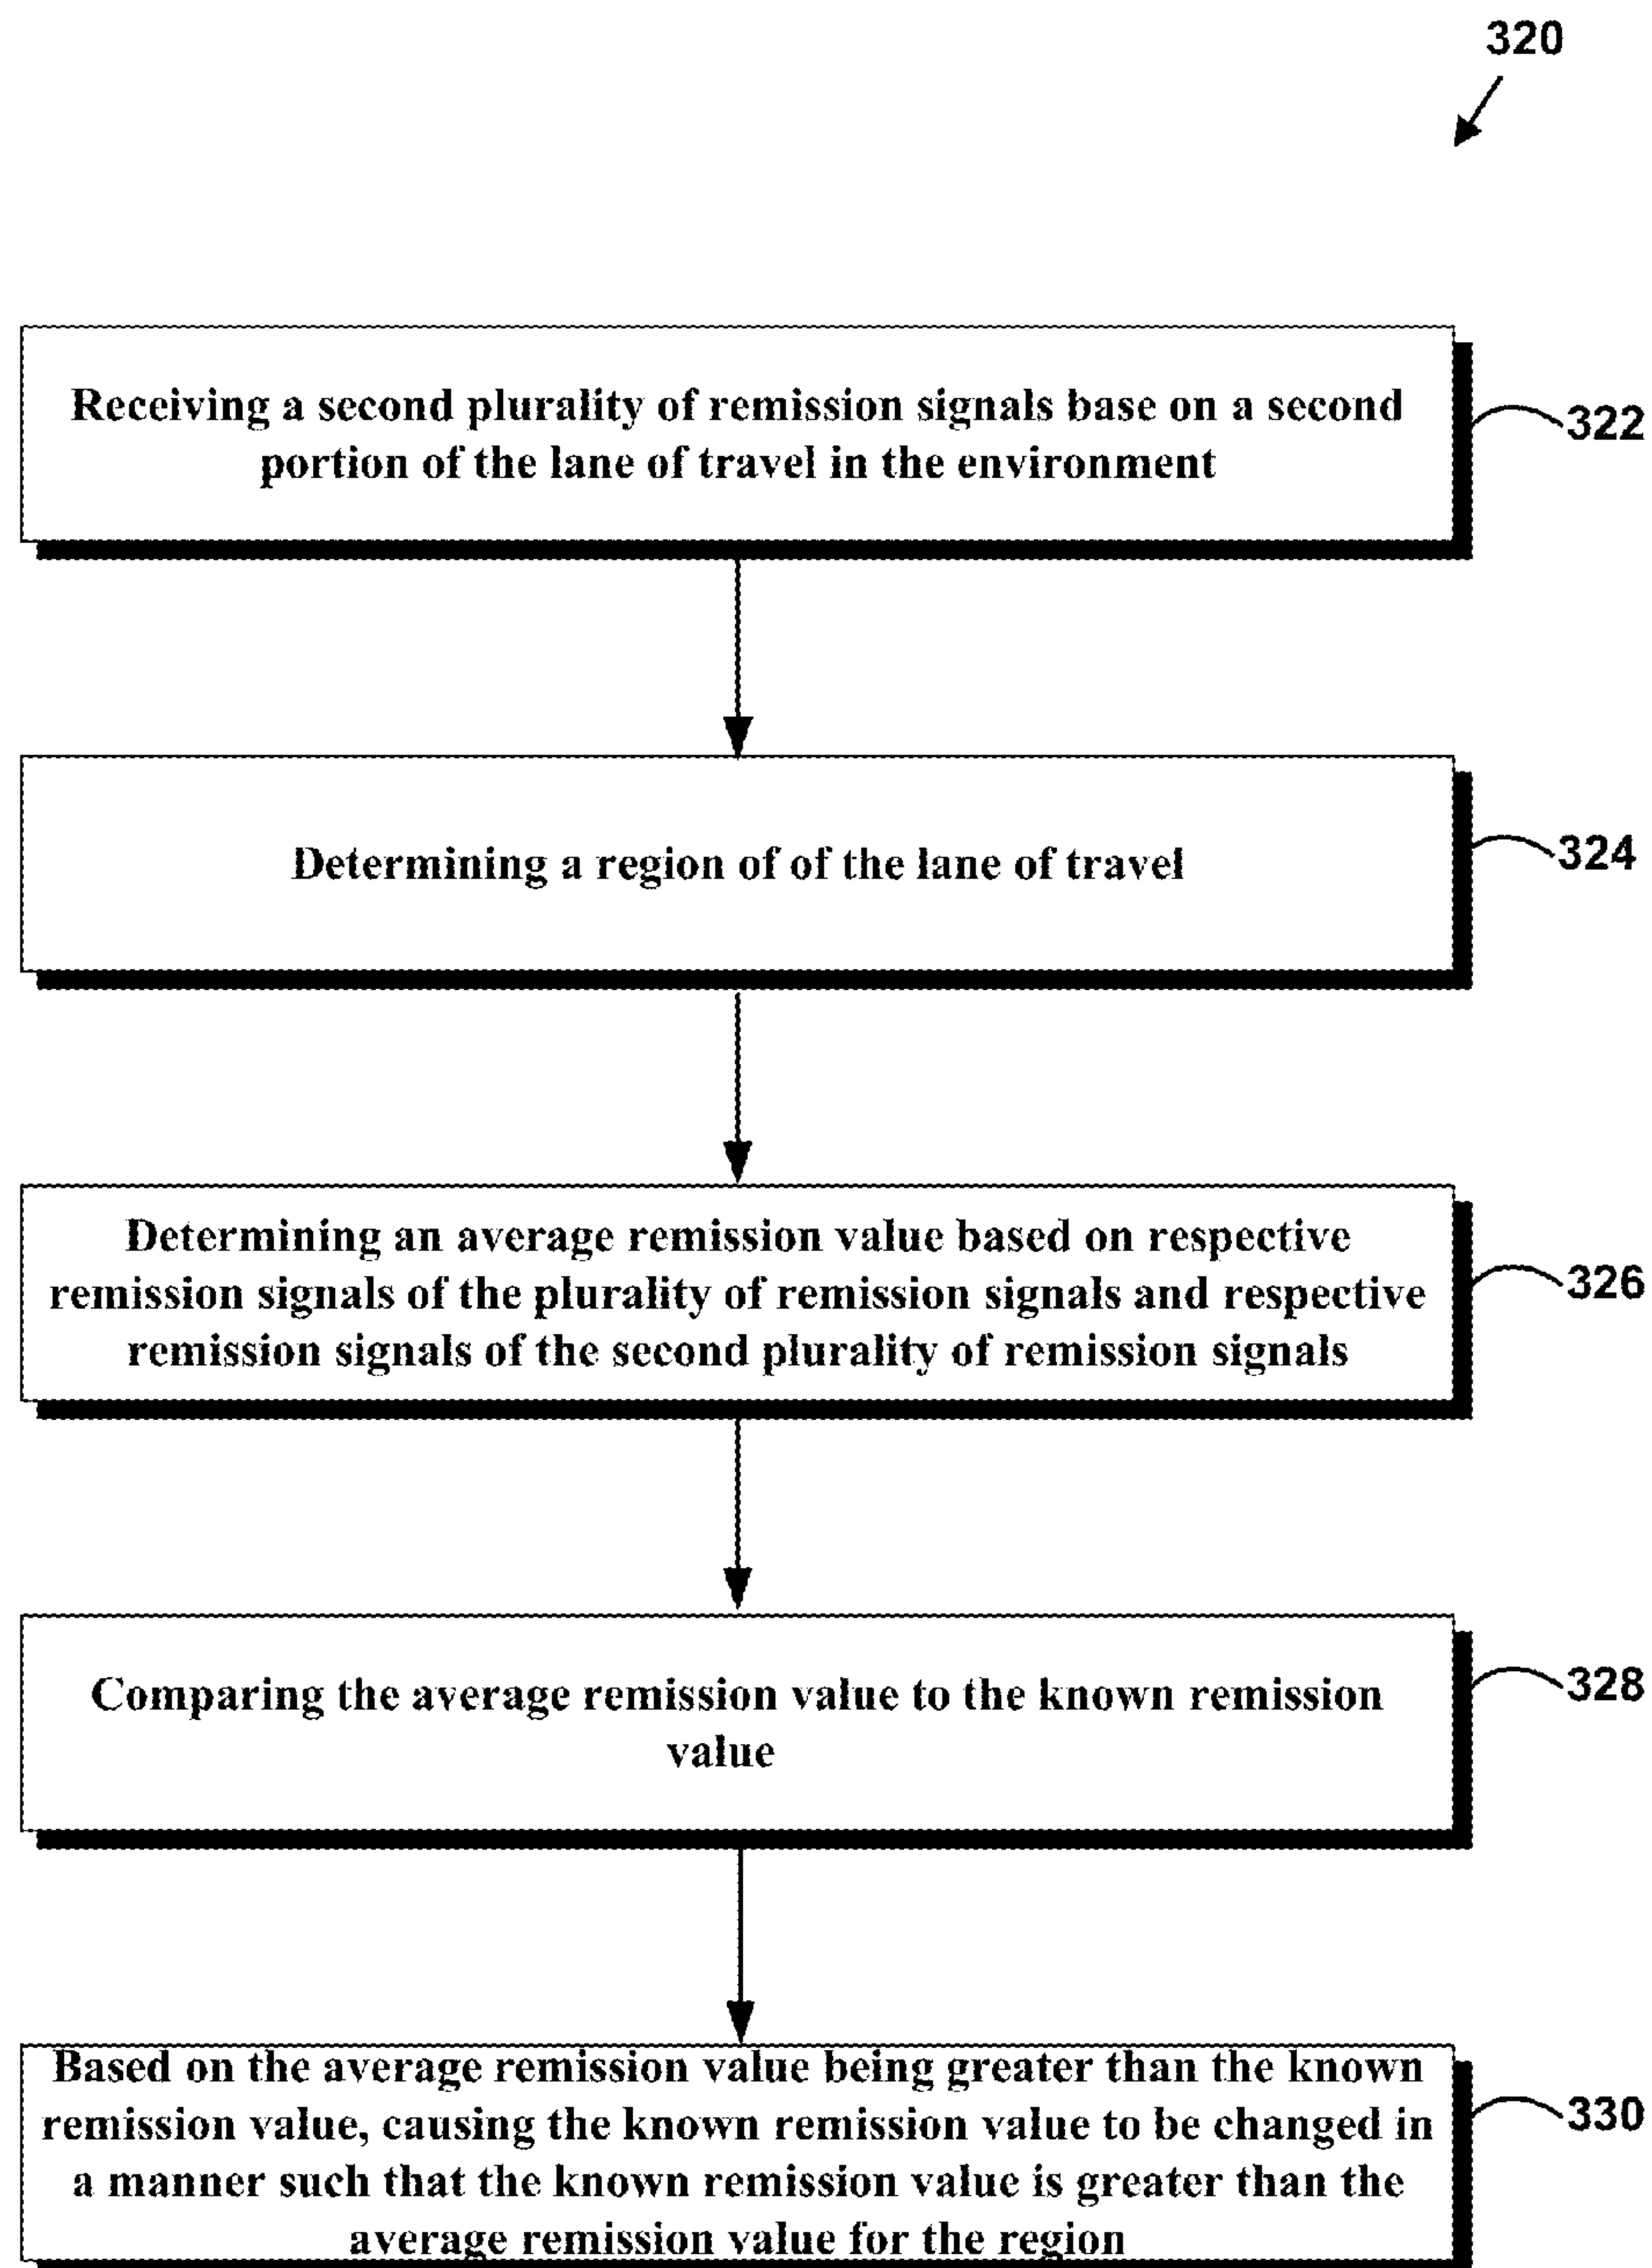 320
Receiving a second plurality of remission signals base on a second
portion of the lane of travel in the environment
322
Determining a region of of the lane of travel
324
Determining an average remission value based on respective
remission signals of the plurality of remission signals and respective
remission signals of the second plurality of remission signals
326
Comparing the average remission value to the known remission
value
328
Based on the average remission value being greater than the known
remission value, causing the known remission value to be changed in
a manner such that the known remission value is greater than the
average remission value for the region
330